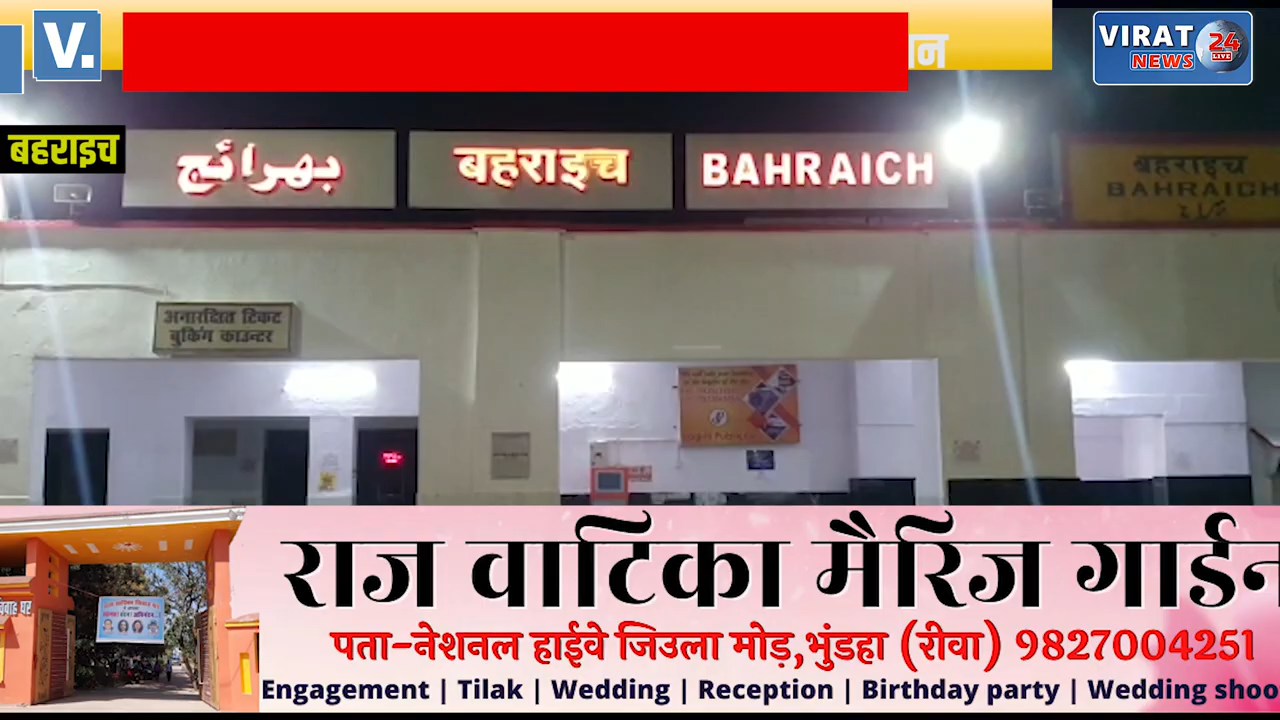 V.
न
VIRAT
NEWS 24
LIVE
बहराइच
بهرائچ
बहराइच
BAHRAICH
बहराइच
BAHRAICH
अनारक्षित टिकट
बुकिंग काउन्टर
राज वाटिका मैरिज गार्डन
पता-नेशनल हाईवे जिउला मोड़,भुंडहा (रीवा) 9827004251
Engagement | Tilak | Wedding | Reception | Birthday party | Wedding shoo